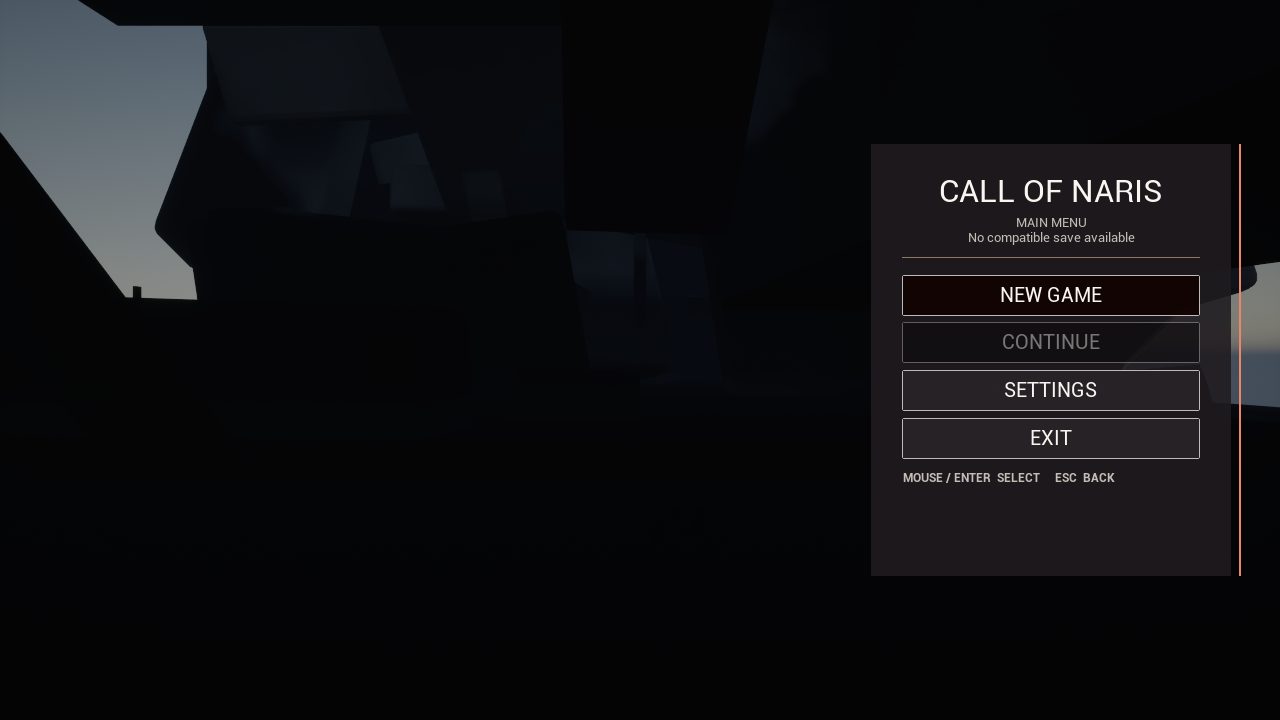 CALL OF NARIS
MAIN MENU
No compatible save available
NEW GAME
CONTINUE
SETTINGS
EXIT
MOUSE / ENTER SELECT ESC BACK